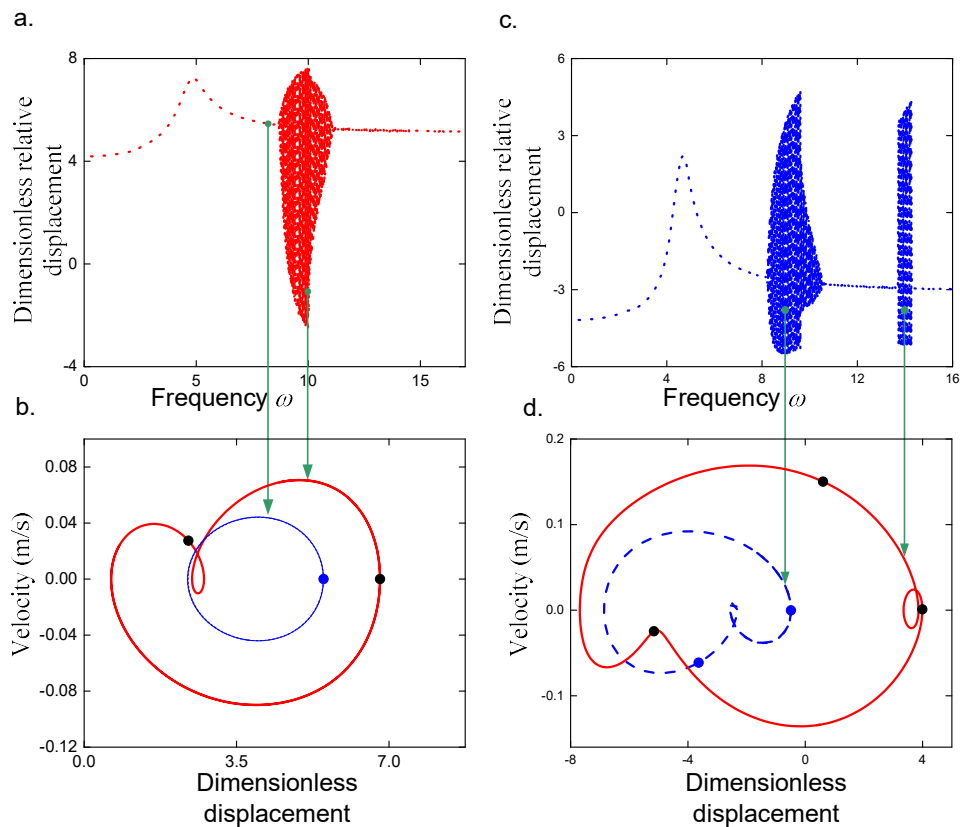 a.
8
4
0
-4
0
5
10
15
Dimensionless relative
displacement
Frequency ω
c.
6
3
0
-3
-6
0
4
8
12
16
Dimensionless relative
displacement
Frequency ω
b.
0.08
0.04
0.00
-0.04
-0.08
-0.12
0.0
3.5
7.0
Velocity (m/s)
Dimensionless
displacement
d.
0.2
0.1
0.0
-0.1
-8
-4
0
4
Velocity (m/s)
Dimensionless
displacement